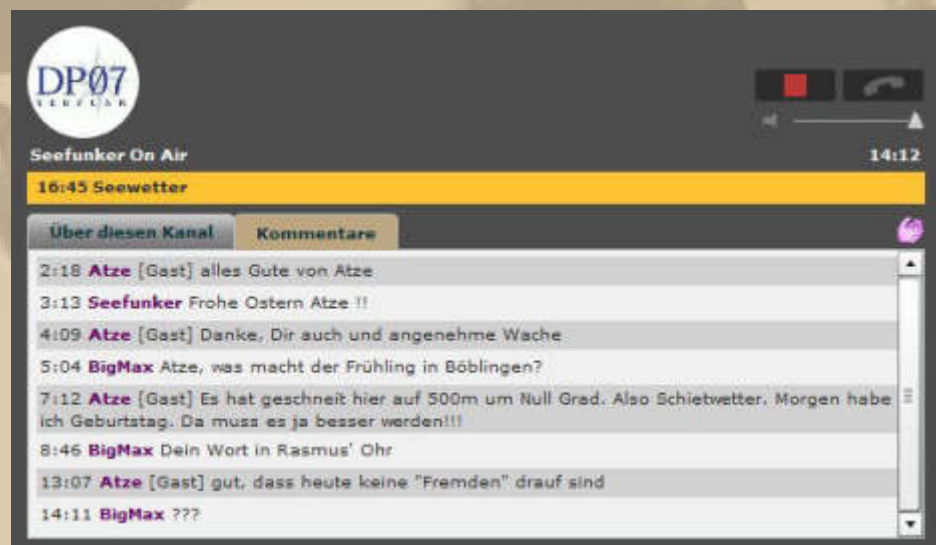 DP07
SEEFUNK
Seefunker On Air
14:12
16:45 Seewetter
Über diesen Kanal
Kommentare
2:18 Atze [Gast] alles Gute von Atze
3:13 Seefunker Frohe Ostern Atze !!
4:09 Atze [Gast] Danke, Dir auch und angenehme Wache
5:04 BigMax Atze, was macht der Frühling in Böblingen?
7:12 Atze [Gast] Es hat geschneit hier auf 500m um Null Grad. Also Schietwetter. Morgen habe
ich Geburtstag. Da muss es ja besser werden!!!
8:46 BigMax Dein Wort in Rasmus' Ohr
13:07 Atze [Gast] gut, dass heute keine "Fremden" drauf sind
14:11 BigMax ???